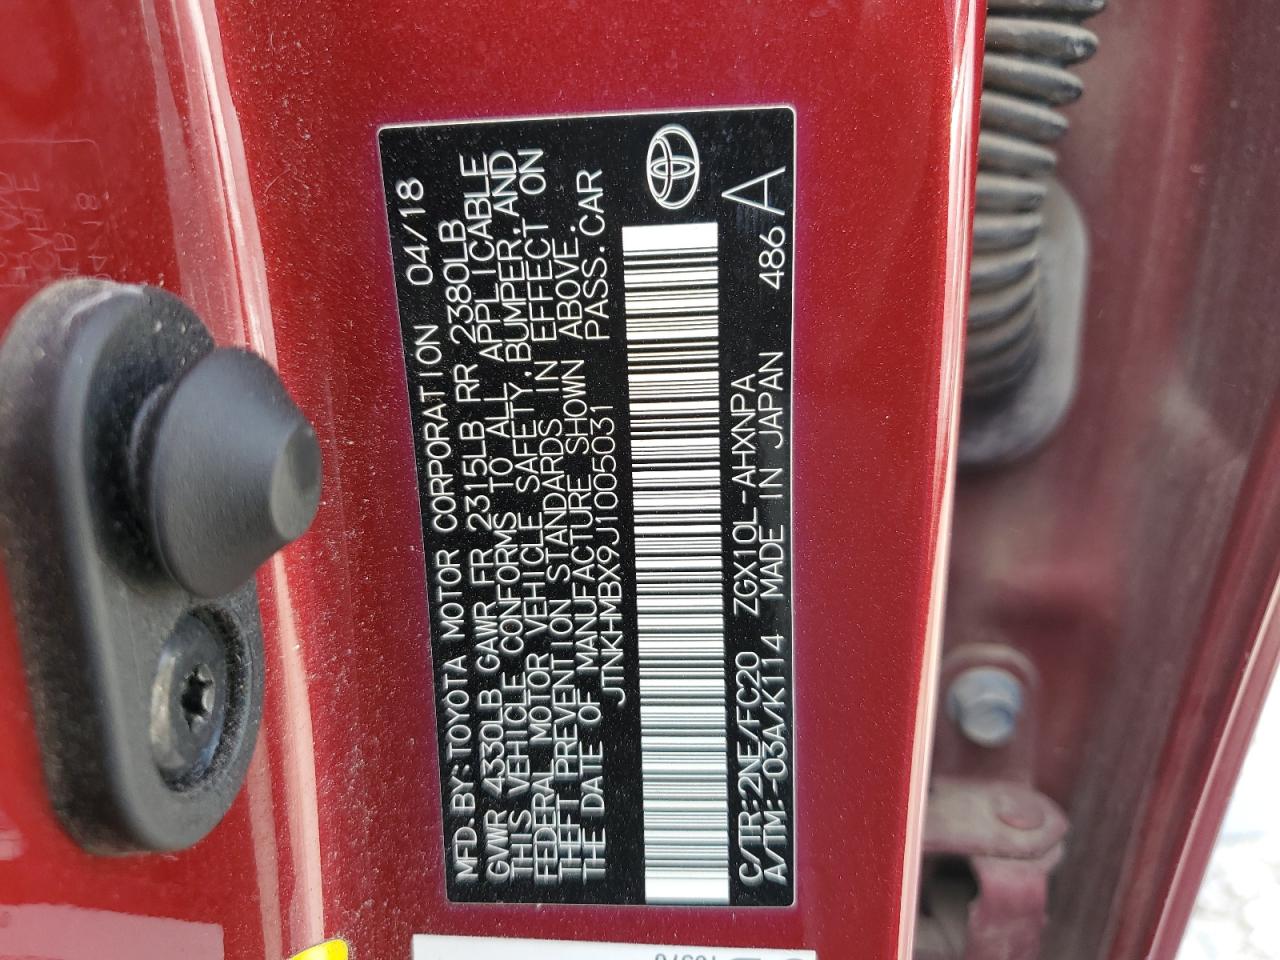 MFD.BY:TOYOTA MOTOR CORPORATION 04/18
GVWR 4330LB GAWR FR 2315LB RR 2380LB
THIS VEHICLE CONFORMS TO ALL APPLICABLE
FEDERAL MOTOR VEHICLE SAFETY,BUMPER,AND
THEFT PREVENTION STANDARDS IN EFFECT ON
THE DATE OF MANUFACTURE SHOWN ABOVE.
JTNKHMBX9J1005031 PASS.CAR
C/TR:2NE/FC20 ZGX10L-AHXNPA 486A
A/TM:-03A/K114 MADE IN JAPAN